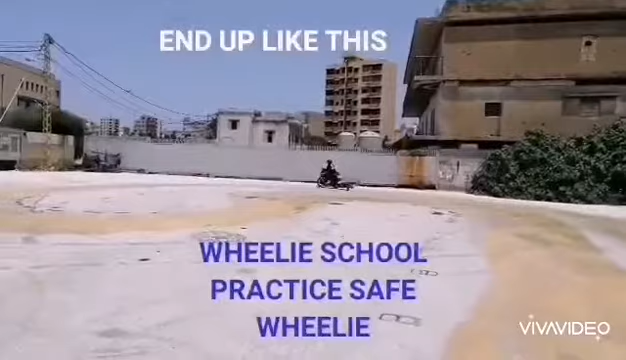 END UP LIKE THIS
WHEELIE SCHOOL
PRACTICE SAFE
WHEELIE
VIVAVIDEO